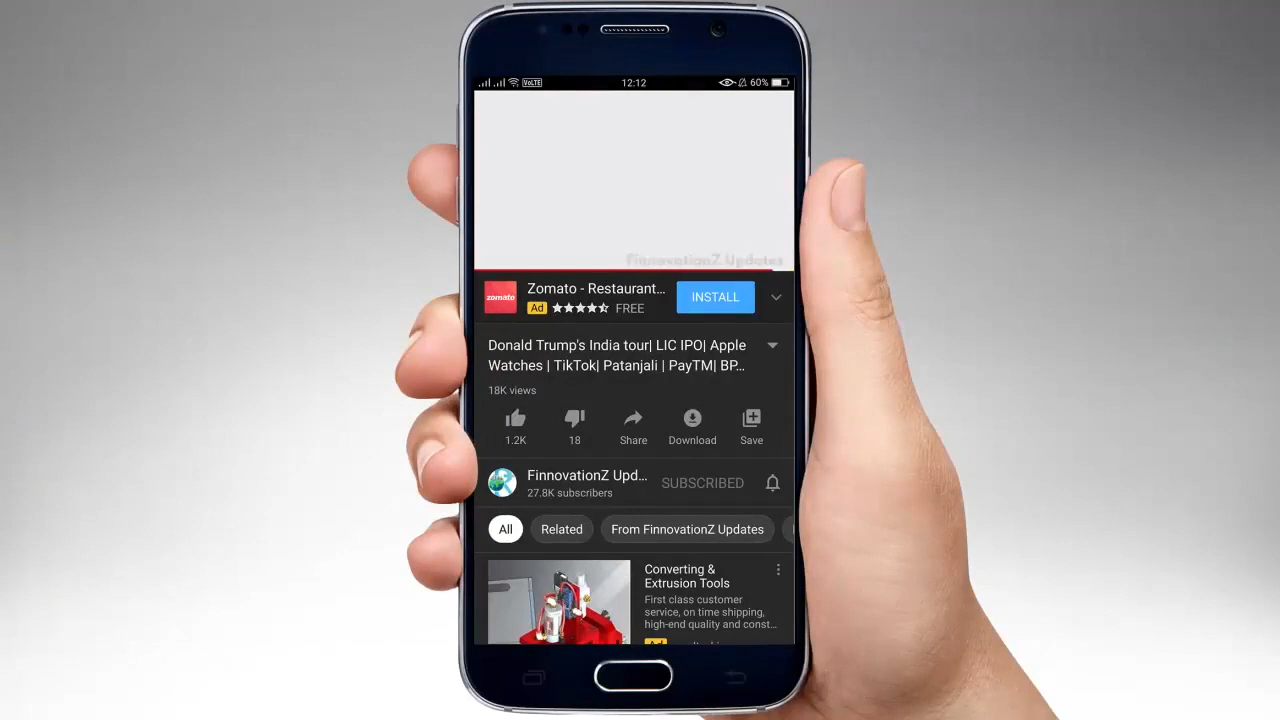 VoLTE 12:12 60%
FinnovationZ Updates
zomato
Zomato - Restaurant...
Ad FREE
INSTALL
Donald Trump's India tour| LIC IPO| Apple
Watches | TikTok| Patanjali | PayTM| BP...
18K views
1.2K 18 Share Download Save
FinnovationZ Upd...
27.8K subscribers
SUBSCRIBED
All Related From FinnovationZ Updates
Converting &
Extrusion Tools
First class customer
service, on time shipping,
high-end quality and const...
Ad